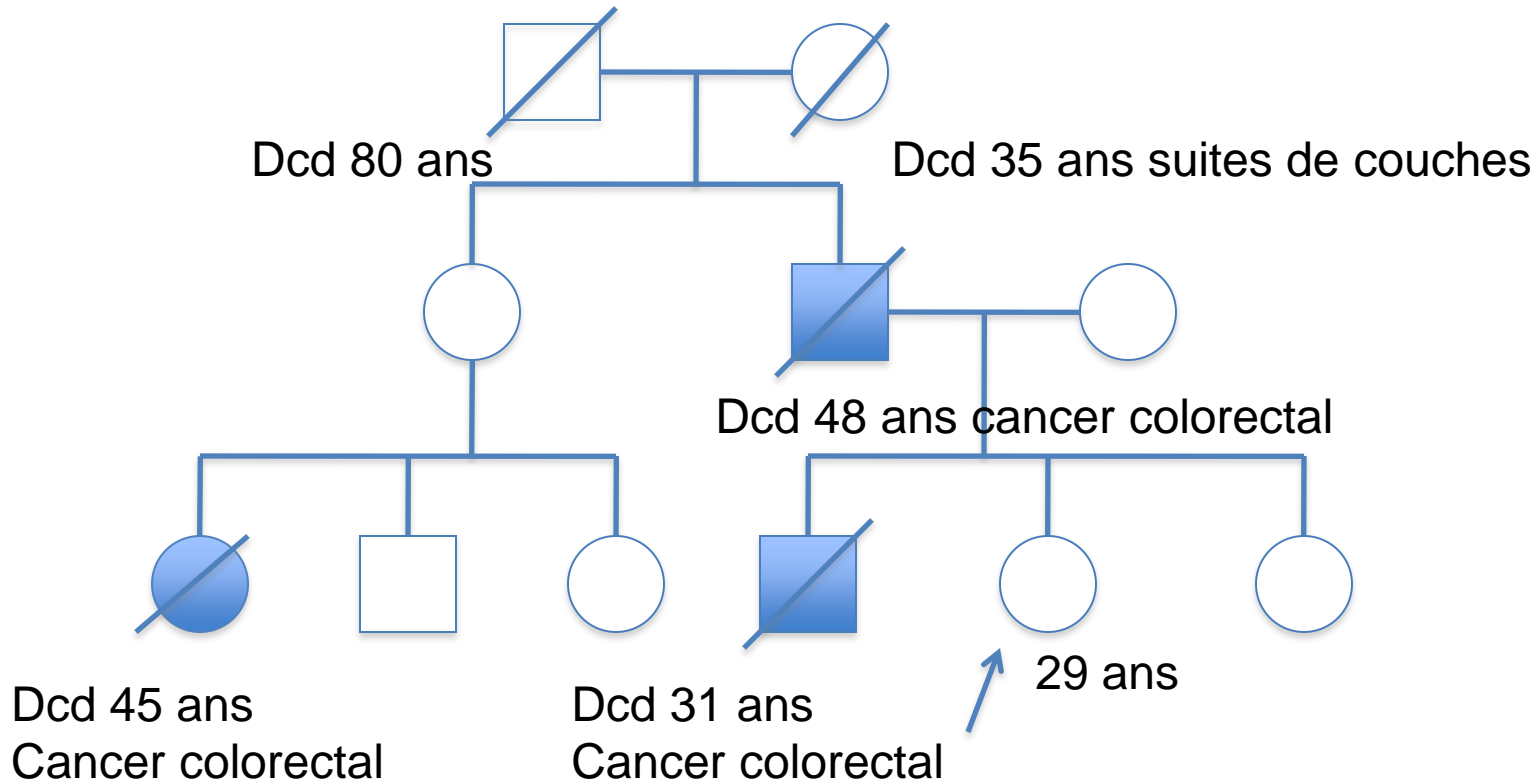 Dcd 80 ans
Dcd 35 ans suites de couches
Dcd 48 ans cancer colorectal
29 ans
Dcd 45 ans
Cancer colorectal
Dcd 31 ans
Cancer colorectal